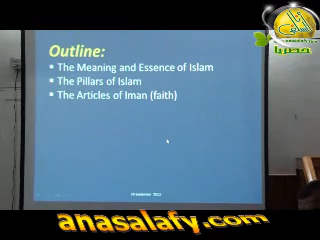 Outline:
▪ The Meaning and Essence of Islam
▪ The Pillars of Islam
▪ The Articles of Iman (faith)
anasalafy.com